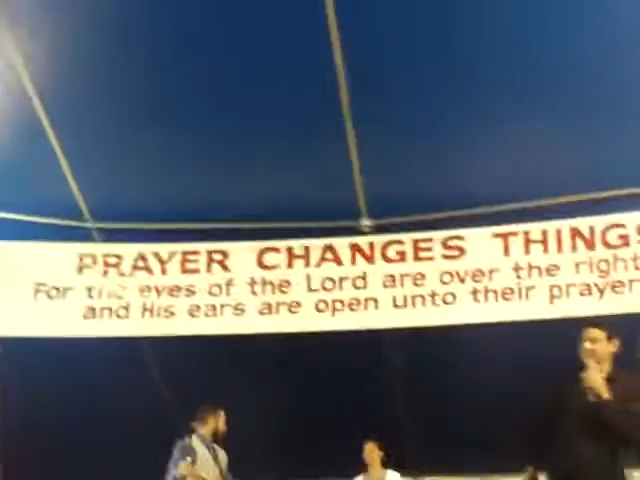 PRAYER CHANGES THINGS
For the eyes of the Lord are over the right
and His ears are open unto their prayer